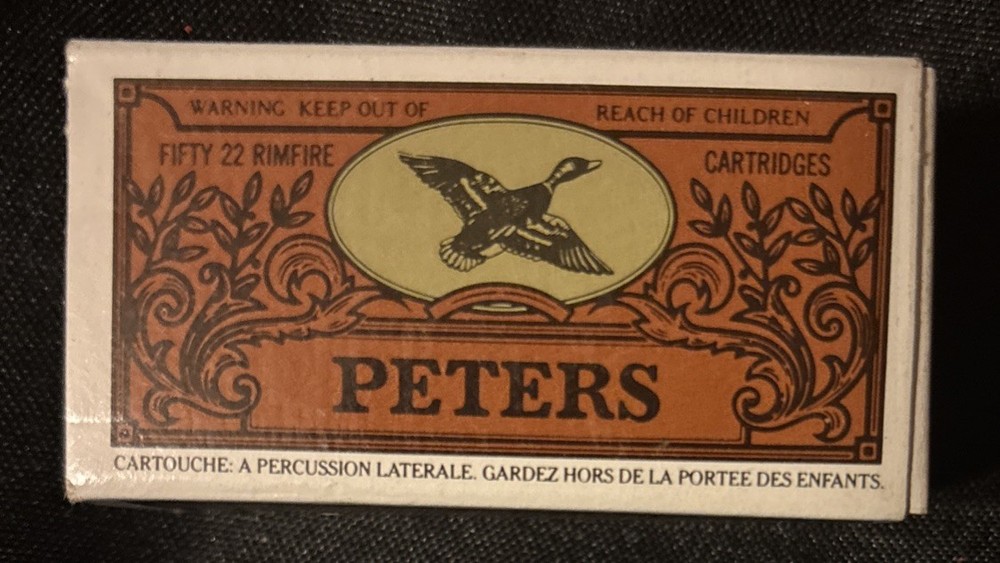 WARNING KEEP OUT OF REACH OF CHILDREN
FIFTY 22 RIMFIRE CARTRIDGES
PETERS
CARTOUCHE: A PERCUSSION LATERALE. GARDEZ HORS DE LA PORTEE DES ENFANTS.